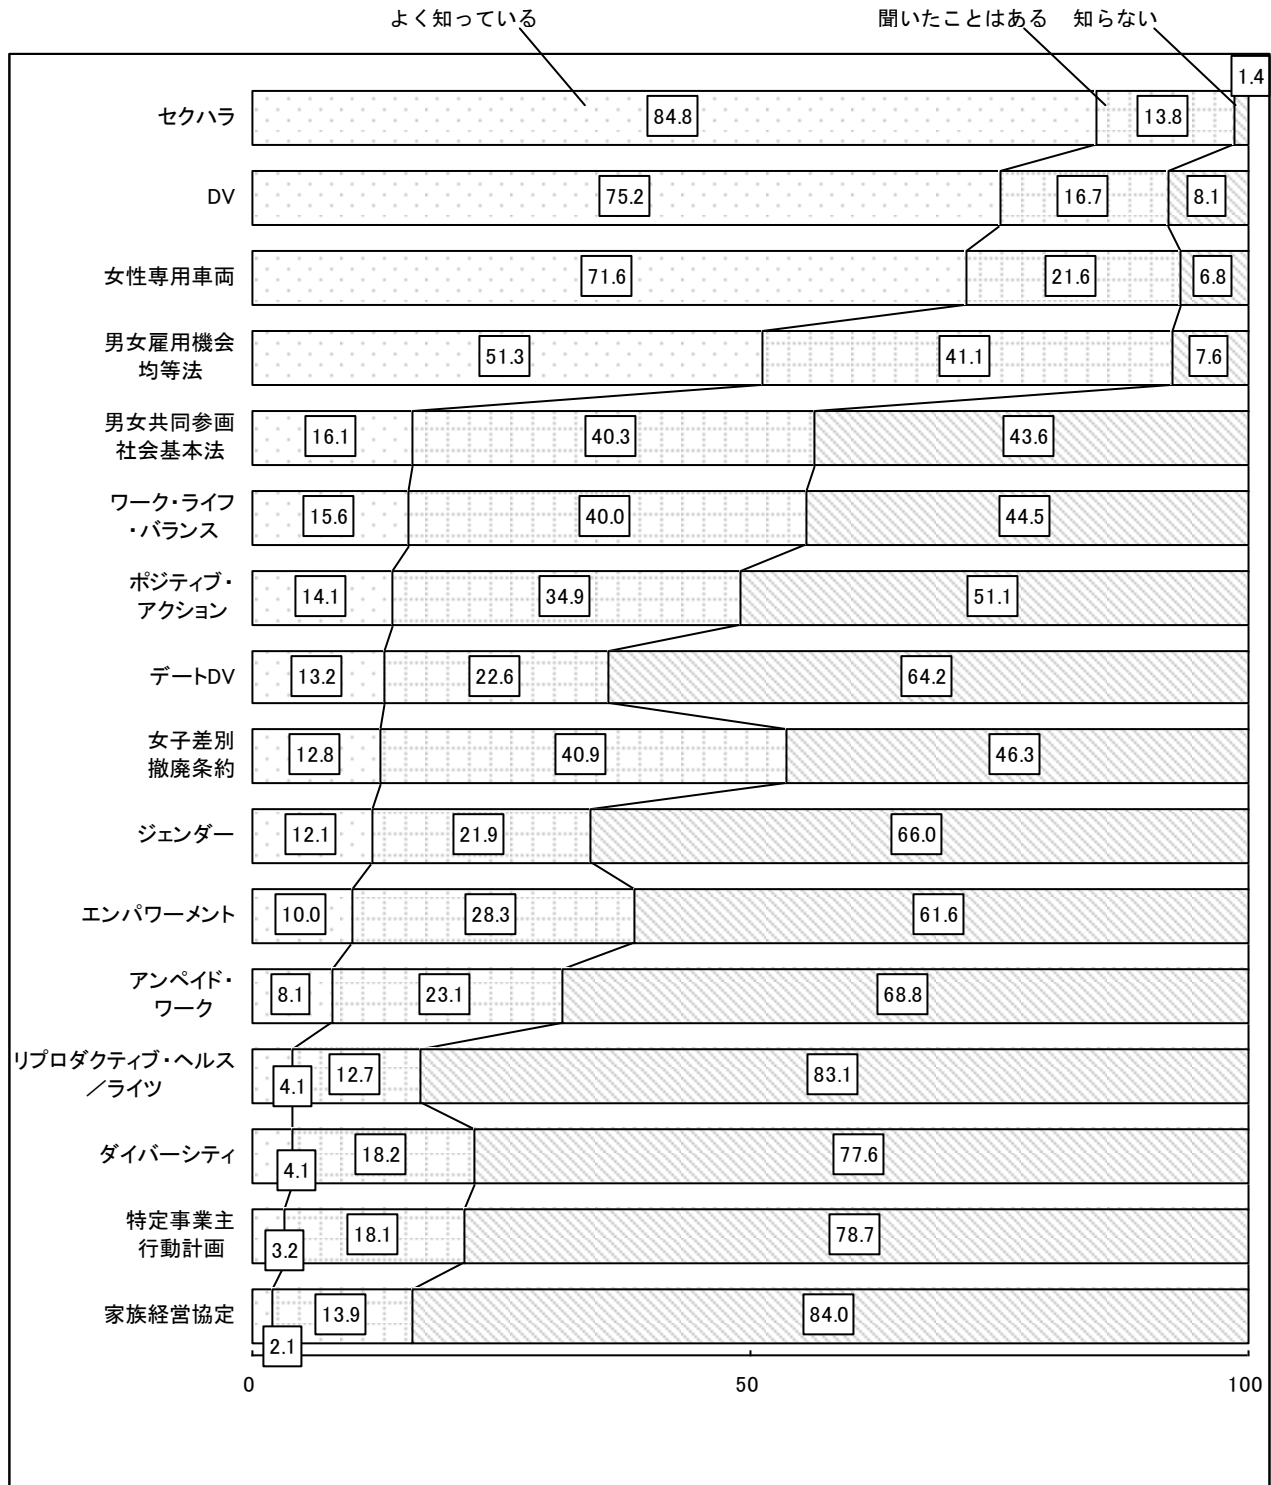 よく知っている 聞いたことはある 知らない
1.4
セクハラ 84.8 13.8
DV 75.2 16.7 8.1
女性専用車両 71.6 21.6 6.8
男女雇用機会
均等法 51.3 41.1 7.6
男女共同参画
社会基本法 16.1 40.3 43.6
ワーク・ライフ
・バランス 15.6 40.0 44.5
ポジティブ・
アクション 14.1 34.9 51.1
デートDV 13.2 22.6 64.2
女子差別
撤廃条約 12.8 40.9 46.3
ジェンダー 12.1 21.9 66.0
エンパワーメント 10.0 28.3 61.6
アンペイド・
ワーク 8.1 23.1 68.8
リプロダクティブ・ヘルス
／ライツ 4.1 12.7 83.1
ダイバーシティ 4.1 18.2 77.6
特定事業主
行動計画 3.2 18.1 78.7
家族経営協定 2.1 13.9 84.0
0 50 100